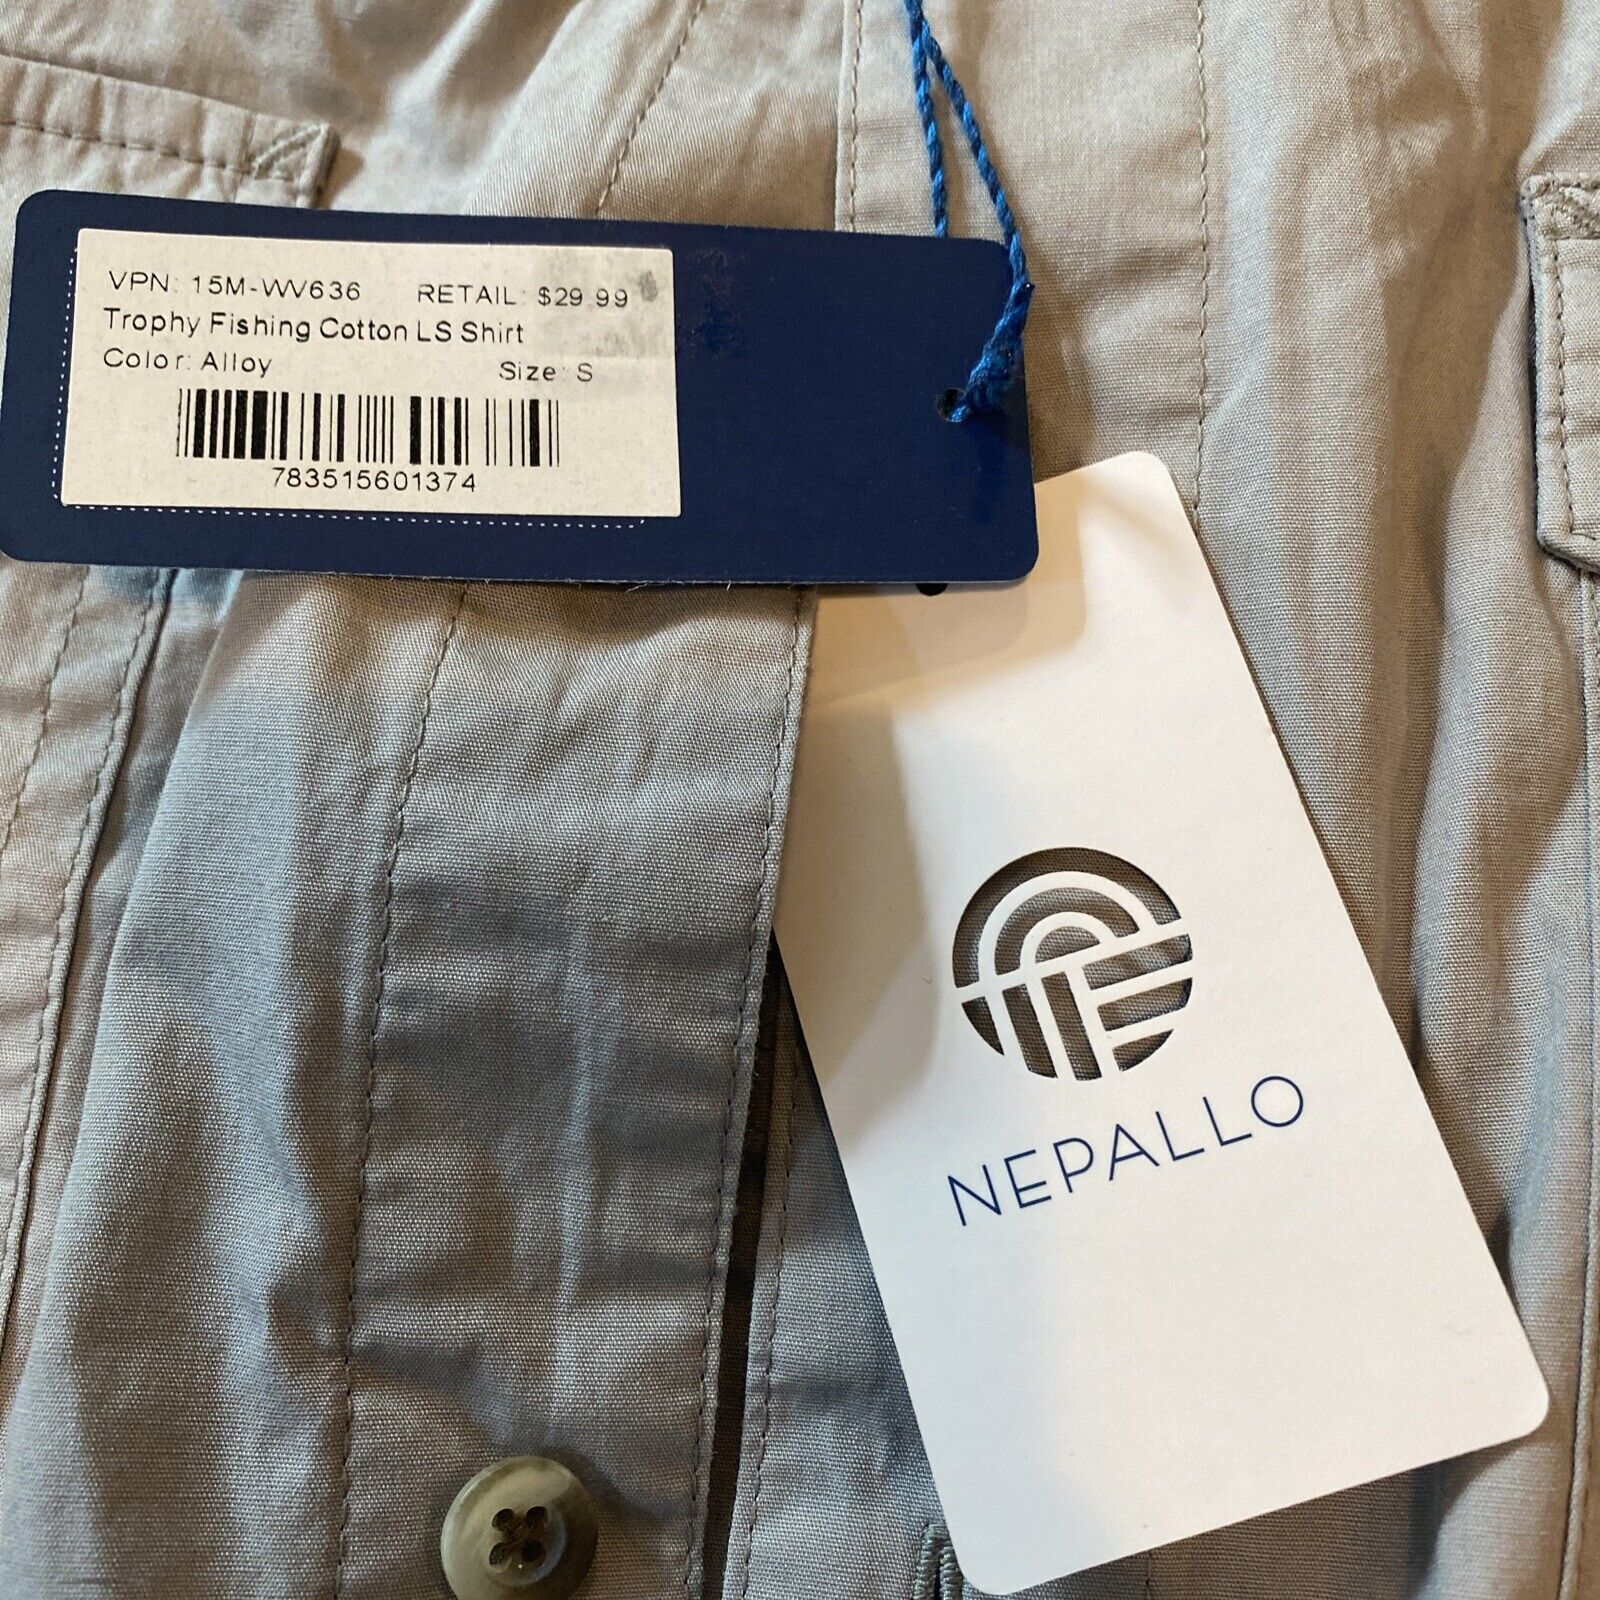 VPN: 15M-WV636 RETAIL: $29.99
Trophy Fishing Cotton LS Shirt
Color: Alloy Size: S
783515601374
NEPALLO